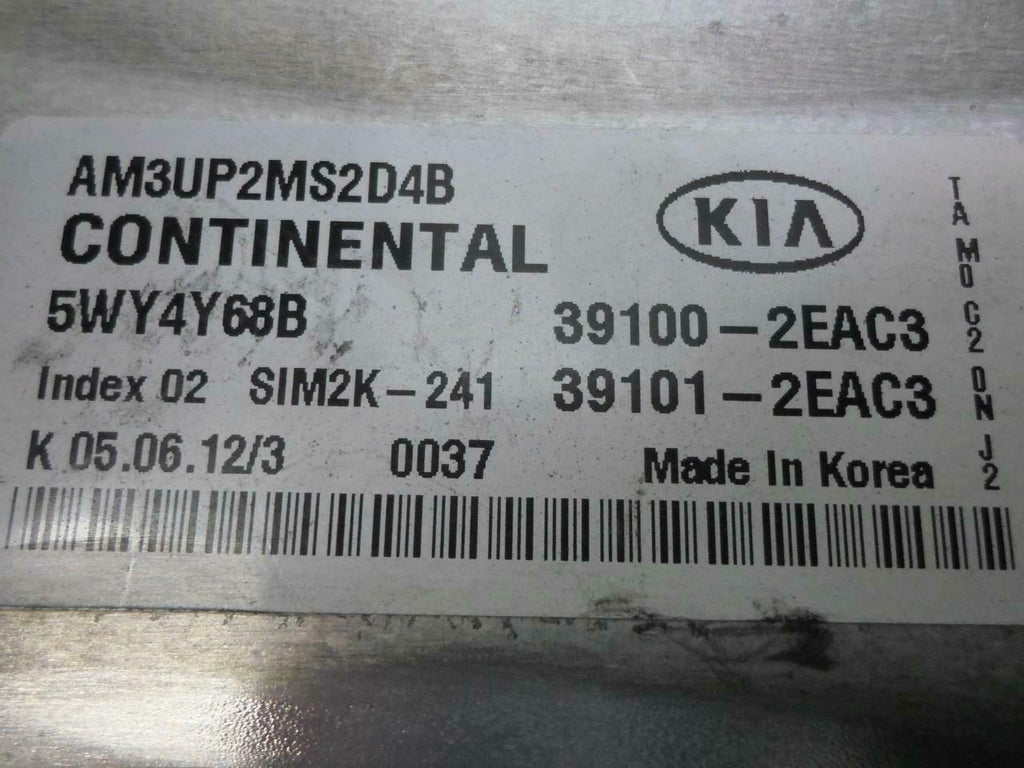 AM3UP2MS2D4B
CONTINENTAL
KIA
5WY4Y68B
39100-2EAC3
Index 02 SIM2K-241
39101-2EAC3
K 05.06.12/3
0037
Made In Korea
TA M0 C2 0N J2